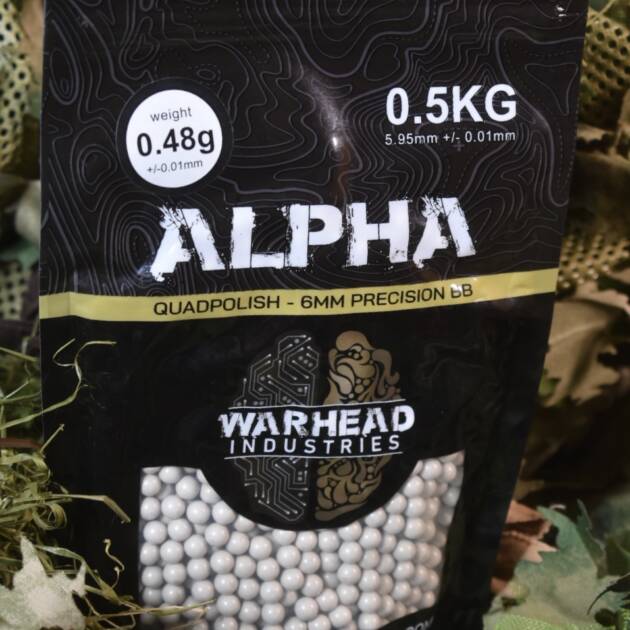 weight
0.48g
+/-0.01mm
0.5KG
5.95mm +/- 0.01mm
ALPHA
QUADPOLISH - 6MM PRECISION BB
WARHEAD
INDUSTRIES